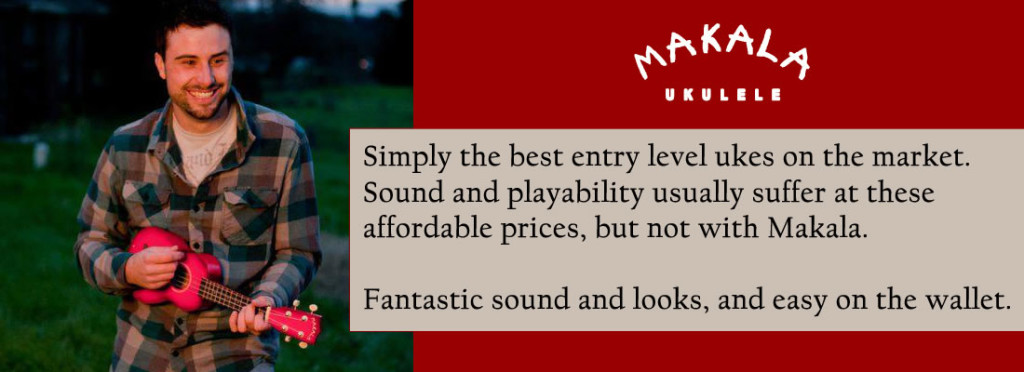 MAKALA
UKULELE
Simply the best entry level ukes on the market.
Sound and playability usually suffer at these
affordable prices, but not with Makala.
Fantastic sound and looks, and easy on the wallet.